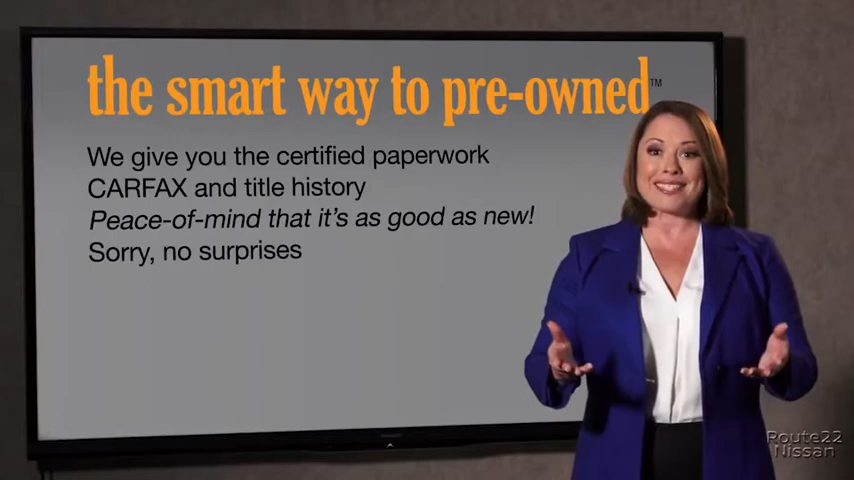 the smart way to pre-owned™
We give you the certified paperwork
CARFAX and title history
Peace-of-mind that it's as good as new!
Sorry, no surprises
Route22
Nissan